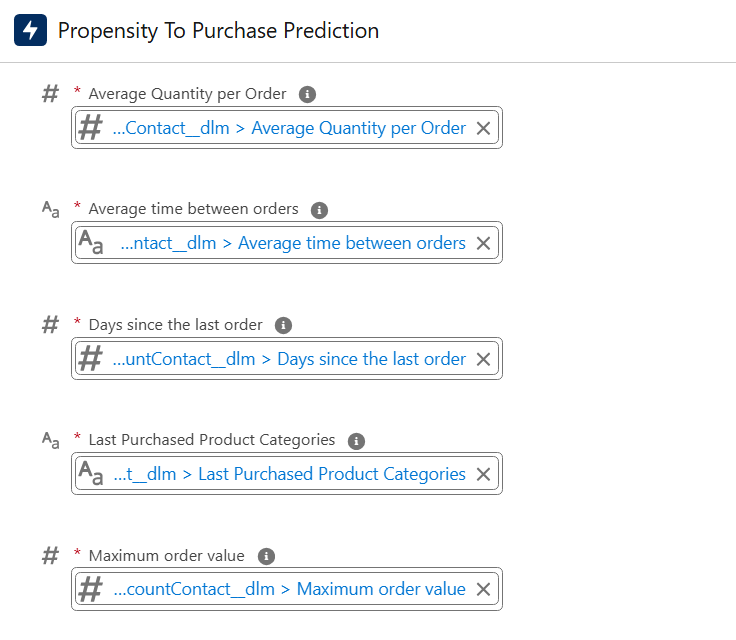 Propensity To Purchase Prediction
# * Average Quantity per Order i
# ...Contact__dlm > Average Quantity per Order ×
Aa * Average time between orders i
Aa ...ntact__dlm > Average time between orders ×
# * Days since the last order i
# ...untContact__dlm > Days since the last order ×
Aa * Last Purchased Product Categories i
Aa ...t__dlm > Last Purchased Product Categories ×
# * Maximum order value i
# ...countContact__dlm > Maximum order value ×